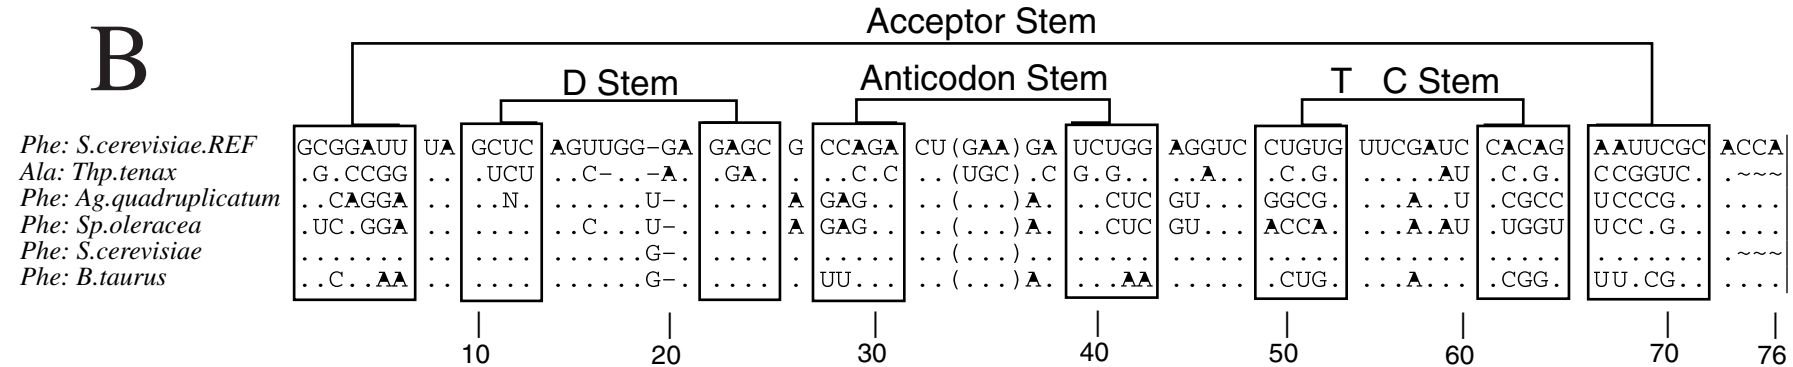 B
Acceptor Stem
D Stem Anticodon Stem T C Stem
Phe: S.cerevisiae.REF GCGGAUU UA GCUC AGUUGG-GA GAGC G CCAGA CU(GAA)GA UCUGG AGGUC CUGUG UUCGAUC CACAG AAUUCGC ACCA
Ala: Thp.tenax .G.CCGG .. .UCU ..C-..-A. .GA. . ...C.C ..(UGC).C G.G.. ..A.. .C.G. .....AU .C.G. CCGGUC. .~~~
Phe: Ag.quadruplicatum ..CAGGA .. ..N. ......U-. .... A GAG.. ..(...)A. ..CUC GU... GGCG. ...A..U .CGCC UCCCG.. ....
Phe: Sp.oleracea .UC.GGA .. .... ..C...U-. .... A GAG.. ..(...)A. ..CUC GU... ACCA. ...A.AU .UGGU UCC.G.. ....
Phe: S.cerevisiae ....... .. .... ......G-. .... . ..... ..(...).. ..... ..... ..... ....... ..... ....... .~~~
Phe: B.taurus ..C..AA .. .... ......G-. .... . UU... ..(...)A. ...AA ..... .CUG. ...A... .CGG. UU.CG.. ....
10 20 30 40 50 60 70 76